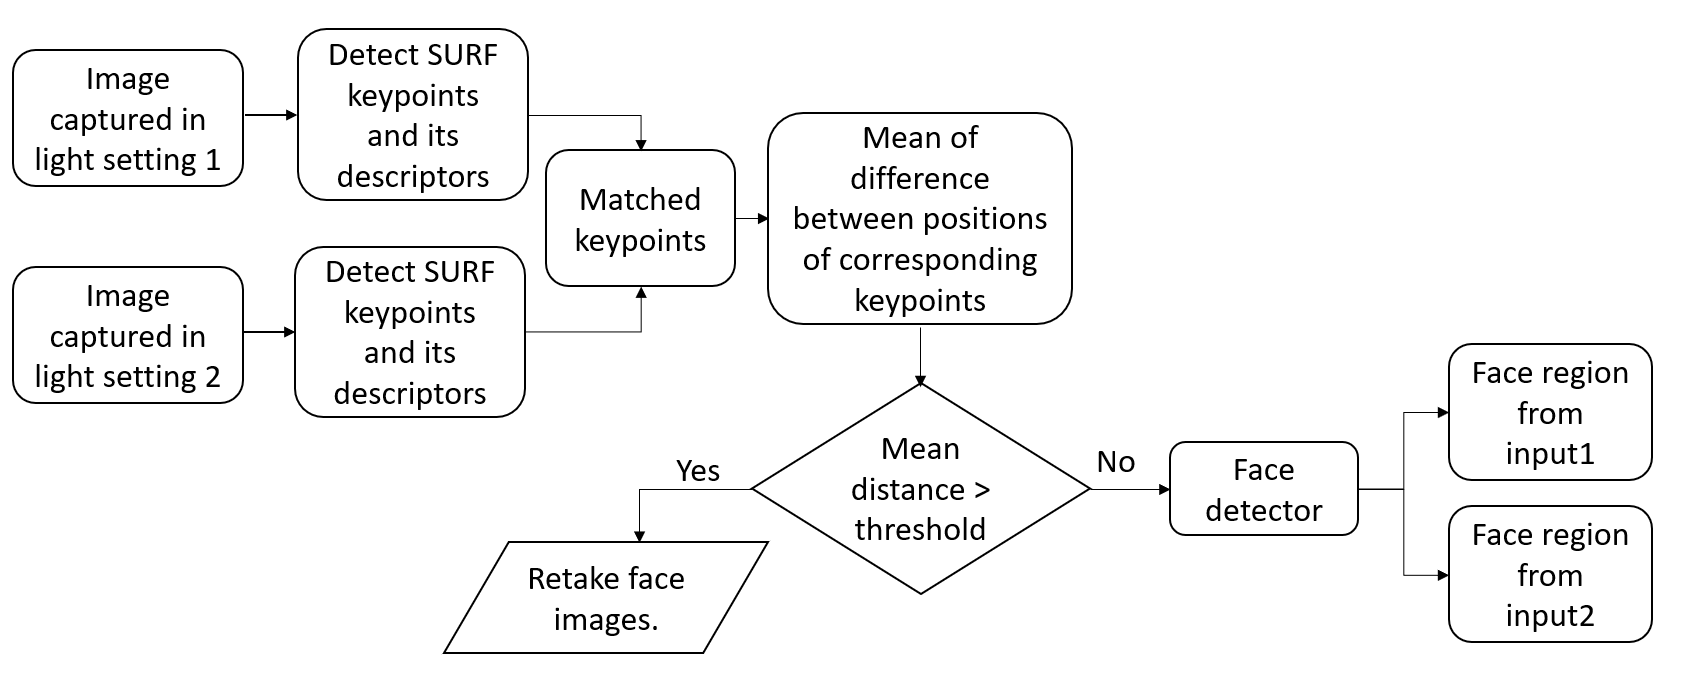 Image
captured in
light setting 1
Detect SURF
keypoints
and its
descriptors
Image
captured in
light setting 2
Detect SURF
keypoints
and its
descriptors
Matched
keypoints
Mean of
difference
between positions
of corresponding
keypoints
Mean
distance >
threshold
Yes
Retake face
images.
No
Face
detector
Face region
from
input1
Face region
from
input2